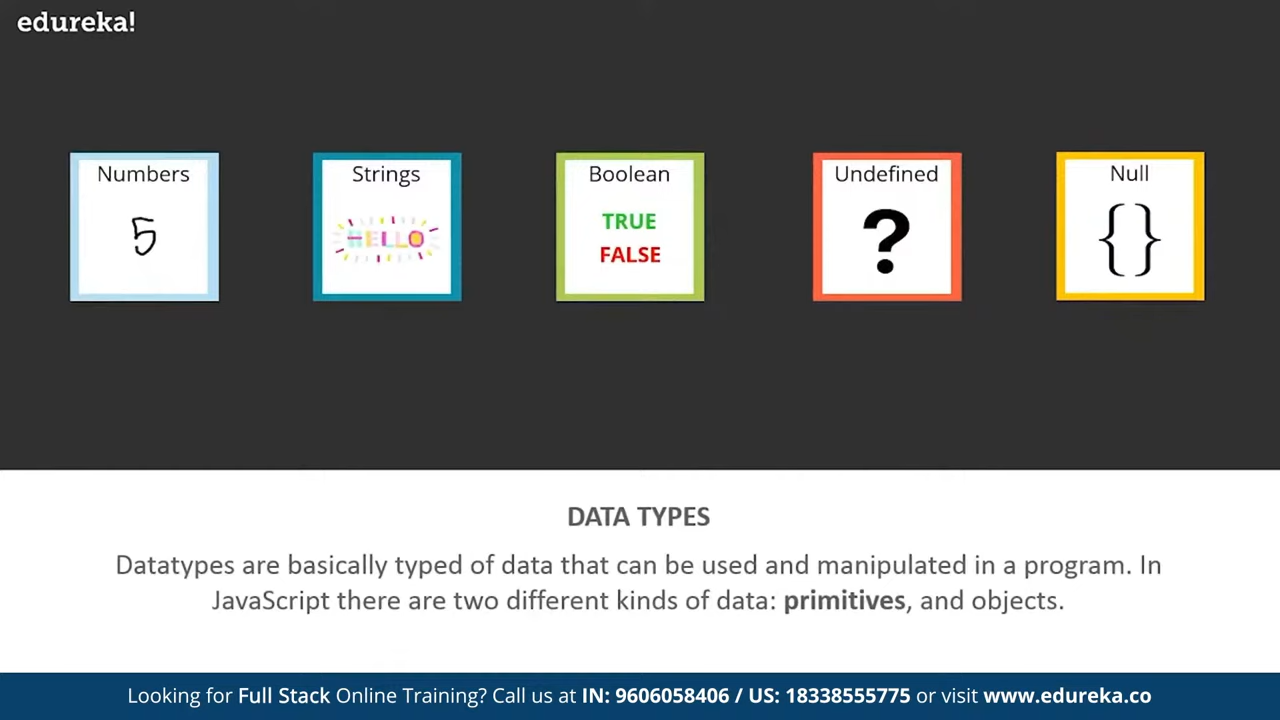 edureka!
Numbers
5
Strings
HELLO
Boolean
TRUE
FALSE
Undefined
?
Null
{}
DATA TYPES
Datatypes are basically typed of data that can be used and manipulated in a program. In
JavaScript there are two different kinds of data: primitives, and objects.
Looking for Full Stack Online Training? Call us at IN: 9606058406 / US: 18338555775 or visit www.edureka.co